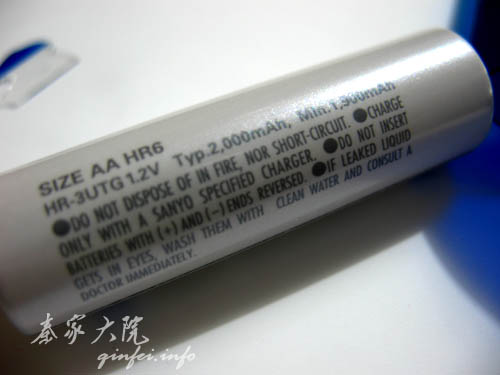 SIZE AA HR6
HR-3UTG 1.2V Typ.2,000mAh, Min.1,900mAh
●DO NOT DISPOSE OF IN FIRE, NOR SHORT-CIRCUIT. ●CHARGE
ONLY WITH A SANYO SPECIFIED CHARGER. ●DO NOT INSERT
BATTERIES WITH (+) AND (−) ENDS REVERSED. ●IF LEAKED LIQUID
GETS IN EYES, WASH THEM WITH CLEAN WATER AND CONSULT A
DOCTOR IMMEDIATELY.
秦家大院
qinfei.info